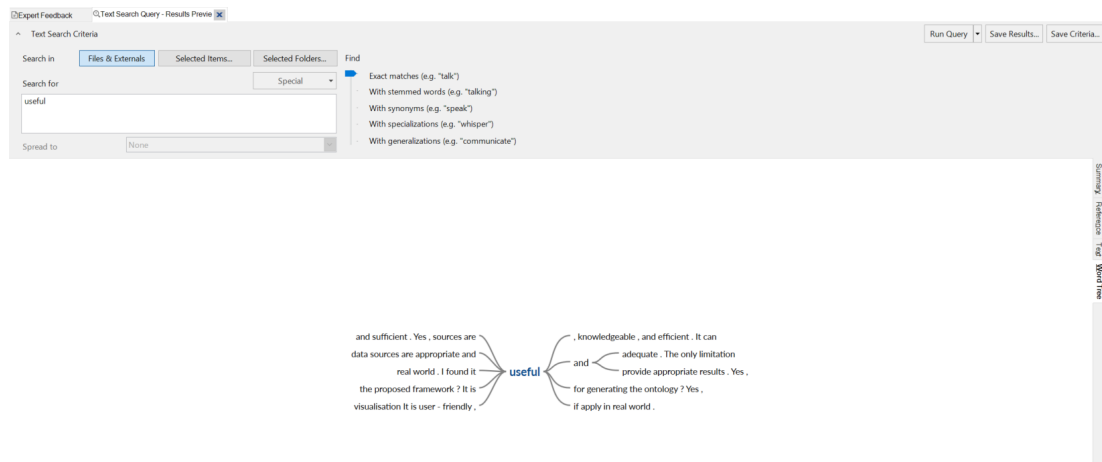 Expert Feedback
Text Search Query - Results Previe
Text Search Criteria
Run Query
Save Results...
Save Criteria...
Search in
Files & Externals
Selected Items...
Selected Folders...
Find
Search for
Special
Exact matches (e.g. "talk")
With stemmed words (e.g. "talking")
useful
With synonyms (e.g. "speak")
With specializations (e.g. "whisper")
With generalizations (e.g. "communicate")
Spread to
None
Summary
Reference
Text
Word Tree
and sufficient . Yes , sources are
data sources are appropriate and
real world . I found it
the proposed framework ? It is
visualisation It is user - friendly ,
useful
, knowledgeable , and efficient . It can
and
adequate . The only limitation
provide appropriate results . Yes ,
for generating the ontology ? Yes ,
if apply in real world .